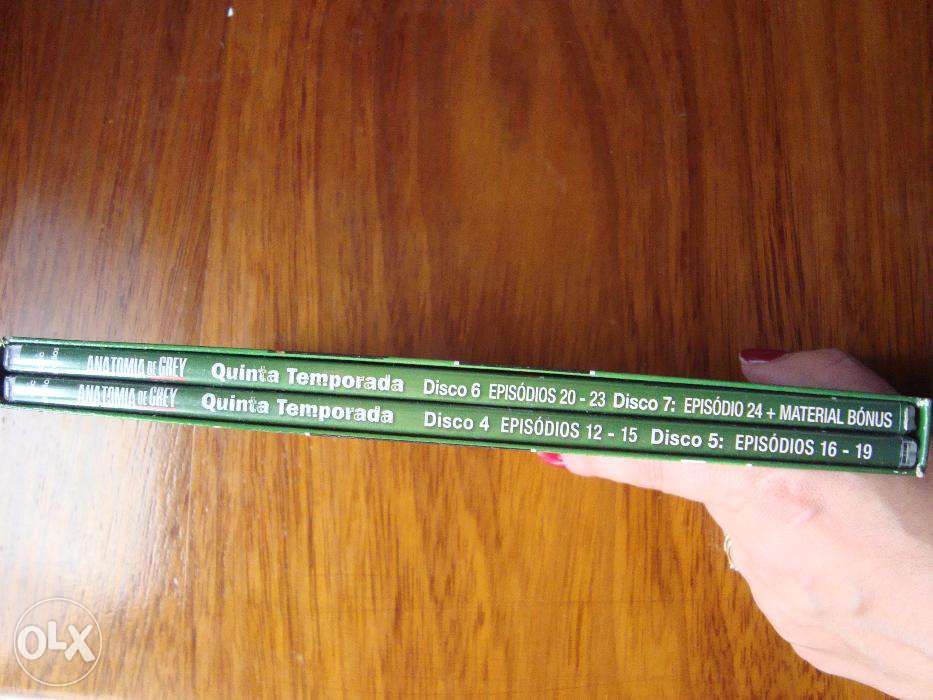 ANATOMIA DE GREY Quinta Temporada Disco 6 EPISÓDIOS 20 - 23 Disco 7: EPISÓDIO 24 + MATERIAL BÓNUS
ANATOMIA DE GREY Quinta Temporada Disco 4 EPISÓDIOS 12 - 15 Disco 5: EPISÓDIOS 16 - 19
OLX